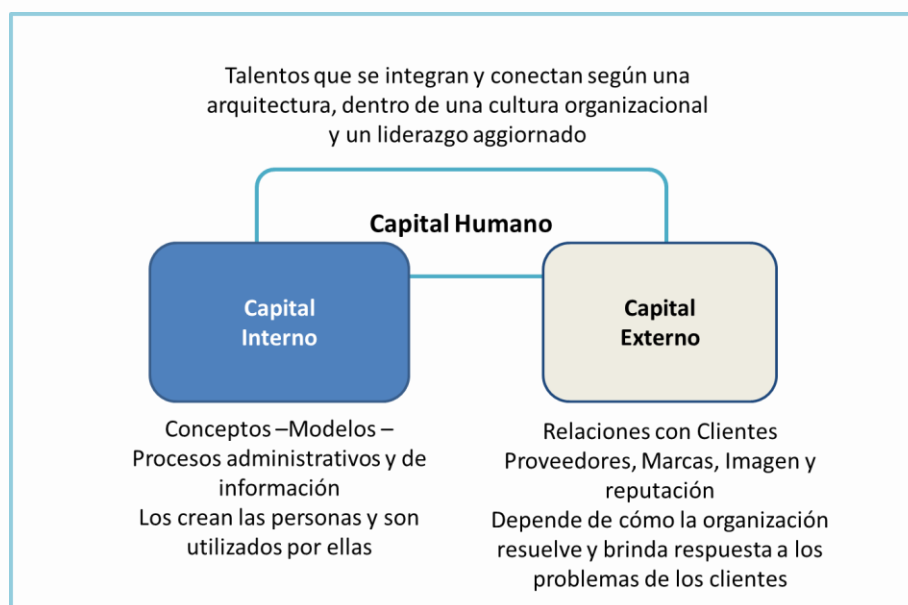 Talentos que se integran y conectan según una
arquitectura, dentro de una cultura organizacional
y un liderazgo aggiornado
Capital Humano
Capital
Interno
Capital
Externo
Conceptos –Modelos –
Procesos administrativos y de
información
Los crean las personas y son
utilizados por ellas
Relaciones con Clientes
Proveedores, Marcas, Imagen y
reputación
Depende de cómo la organización
resuelve y brinda respuesta a los
problemas de los clientes